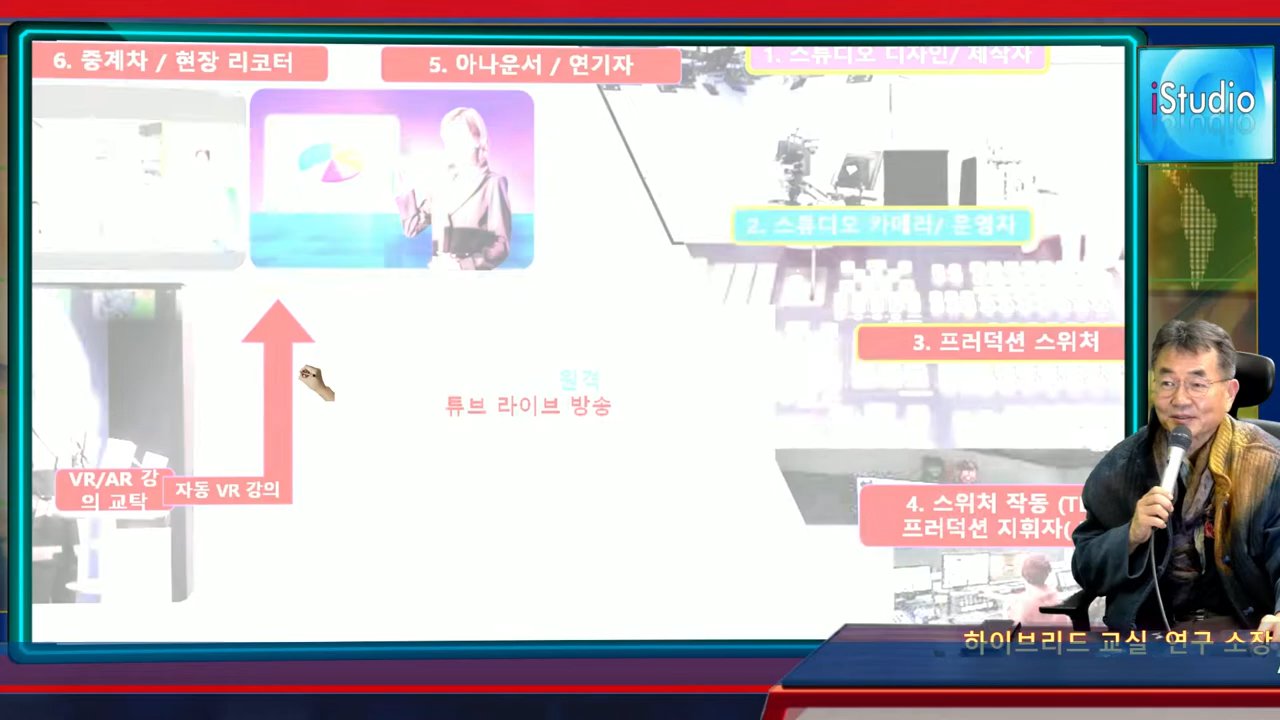 6. 중계차 / 현장 리코터
5. 아나운서 / 연기자
1. 스튜디오 디자인/ 제작자
iStudio
2. 스튜디오 카메라/ 운영자
3. 프러덕션 스위처
원격
튜브 라이브 방송
VR/AR 강
의 교탁
자동 VR 강의
4. 스위처 작동
프러덕션 지휘자
하이브리드 교실 연구 소장